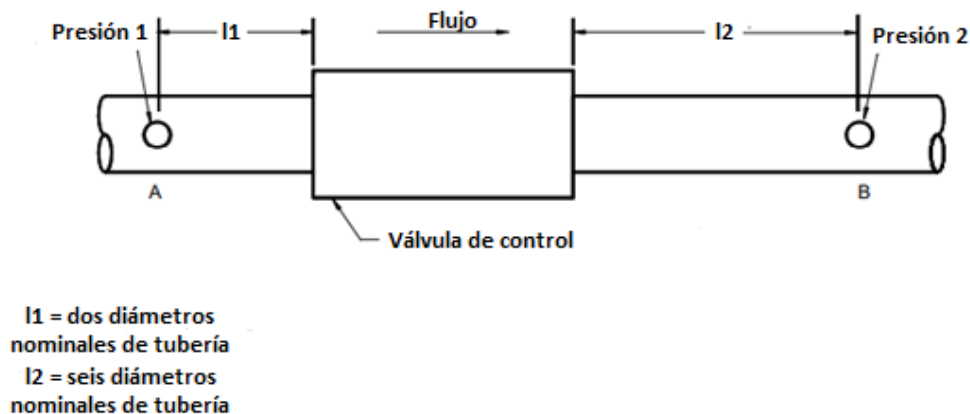 Flujo
Presión 1
l1
l2
Presión 2
A
B
Válvula de control
l1 = dos diámetros
nominales de tubería
l2 = seis diámetros
nominales de tubería